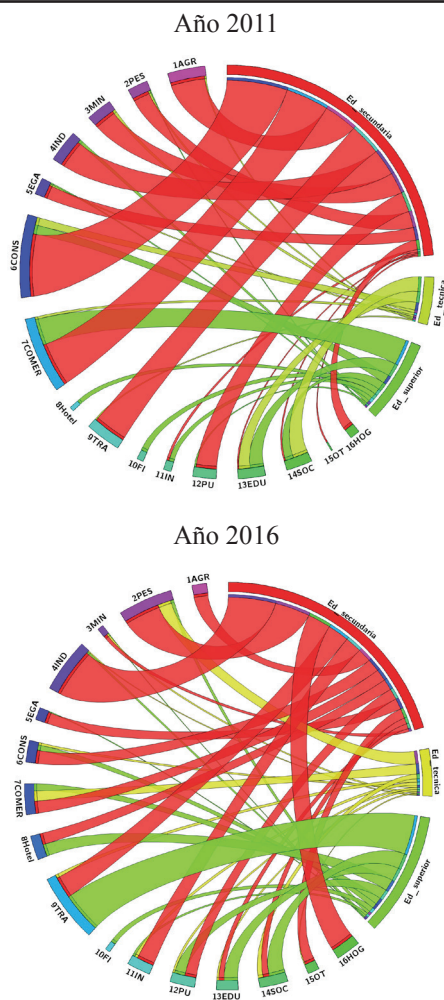 Año 2011
1AGR
2PES
3MIN
4IND
5EGA
6CONS
7COMER
8Hotel
9TRA
10FI
11IN
12PU
13EDU
14SOC
15OT
16HOG
Ed_superior
Ed_tecnica
Ed_secundaria
Año 2016
1AGR
2PES
3MIN
4IND
5EGA
6CONS
7COMER
8Hotel
9TRA
10FI
11IN
12PU
13EDU
14SOC
15OT
16HOG
Ed_superior
Ed_tecnica
Ed_secundaria